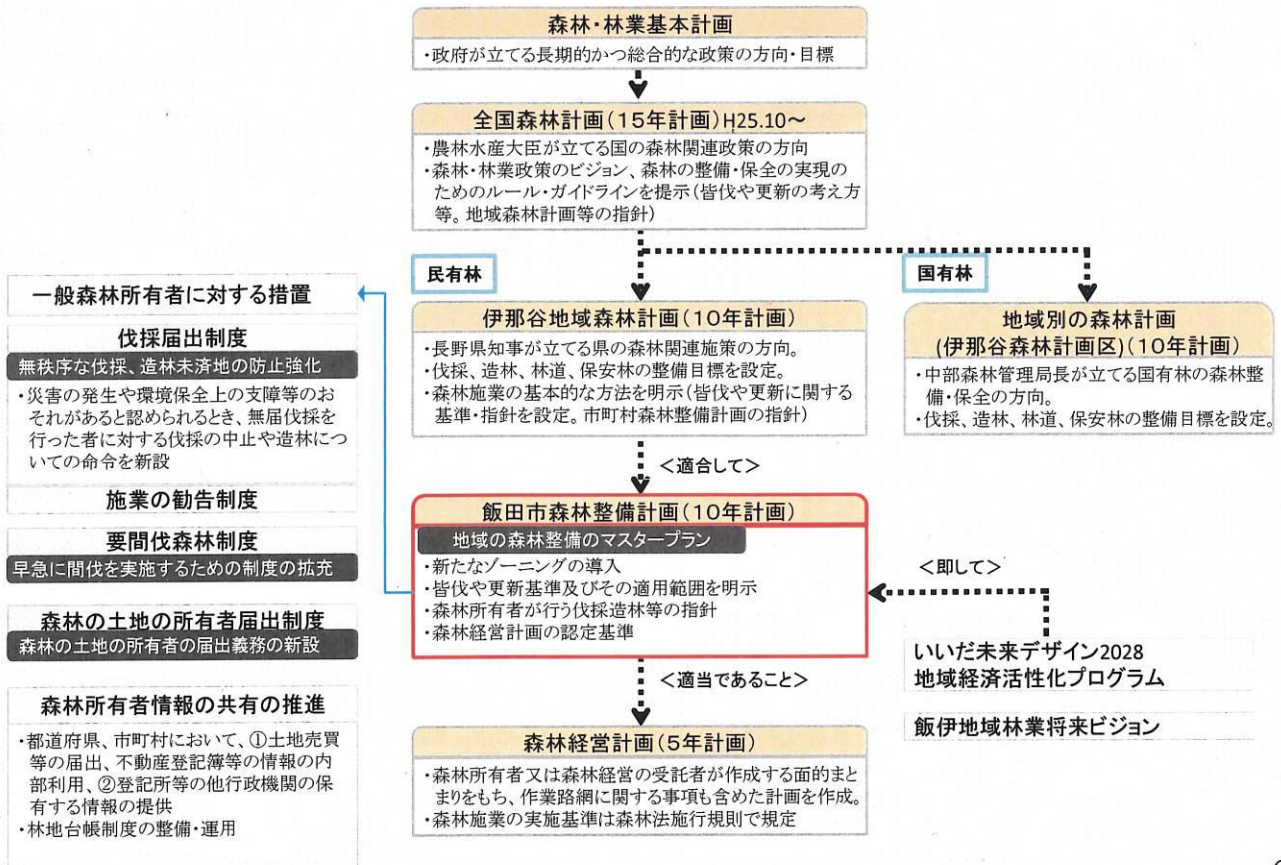 森林・林業基本計画
・政府が立てる長期的かつ総合的な政策の方向・目標
全国森林計画(15年計画)H25.10～
・農林水産大臣が立てる国の森林関連政策の方向
・森林・林業政策のビジョン、森林の整備・保全の実現の
ためのルール・ガイドラインを提示(皆伐や更新の考え方
等。地域森林計画等の指針)
民有林
国有林
伊那谷地域森林計画(10年計画)
・長野県知事が立てる県の森林関連施策の方向。
・伐採、造林、林道、保安林の整備目標を設定。
・森林施業の基本的な方法を明示(皆伐や更新に関する
基準・指針を設定。市町村森林整備計画の指針)
地域別の森林計画
(伊那谷森林計画区)(10年計画)
・中部森林管理局長が立てる国有林の森林整
備・保全の方向。
・伐採、造林、林道、保安林の整備目標を設定。
<適合して>
飯田市森林整備計画(10年計画)
地域の森林整備のマスタープラン
・新たなゾーニングの導入
・皆伐や更新基準及びその適用範囲を明示
・森林所有者が行う伐採造林等の指針
・森林経営計画の認定基準
<即して>
いいだ未来デザイン2028
地域経済活性化プログラム
飯伊地域林業将来ビジョン
<適当であること>
森林経営計画(5年計画)
・森林所有者又は森林経営の受託者が作成する面的まと
まりをもち、作業路網に関する事項も含めた計画を作成。
・森林施業の実施基準は森林法施行規則で規定
一般森林所有者に対する措置
伐採届出制度
無秩序な伐採、造林未済地の防止強化
・災害の発生や環境保全上の支障等のお
それがあると認められるとき、無届伐採を
行った者に対する伐採の中止や造林につ
いての命令を新設
施業の勧告制度
要間伐森林制度
早急に間伐を実施するための制度の拡充
森林の土地の所有者届出制度
森林の土地の所有者の届出義務の新設
森林所有者情報の共有の推進
・都道府県、市町村において、①土地売買
等の届出、不動産登記簿等の情報の内
部利用、②登記所等の他行政機関の保
有する情報の提供
・林地台帳制度の整備・運用